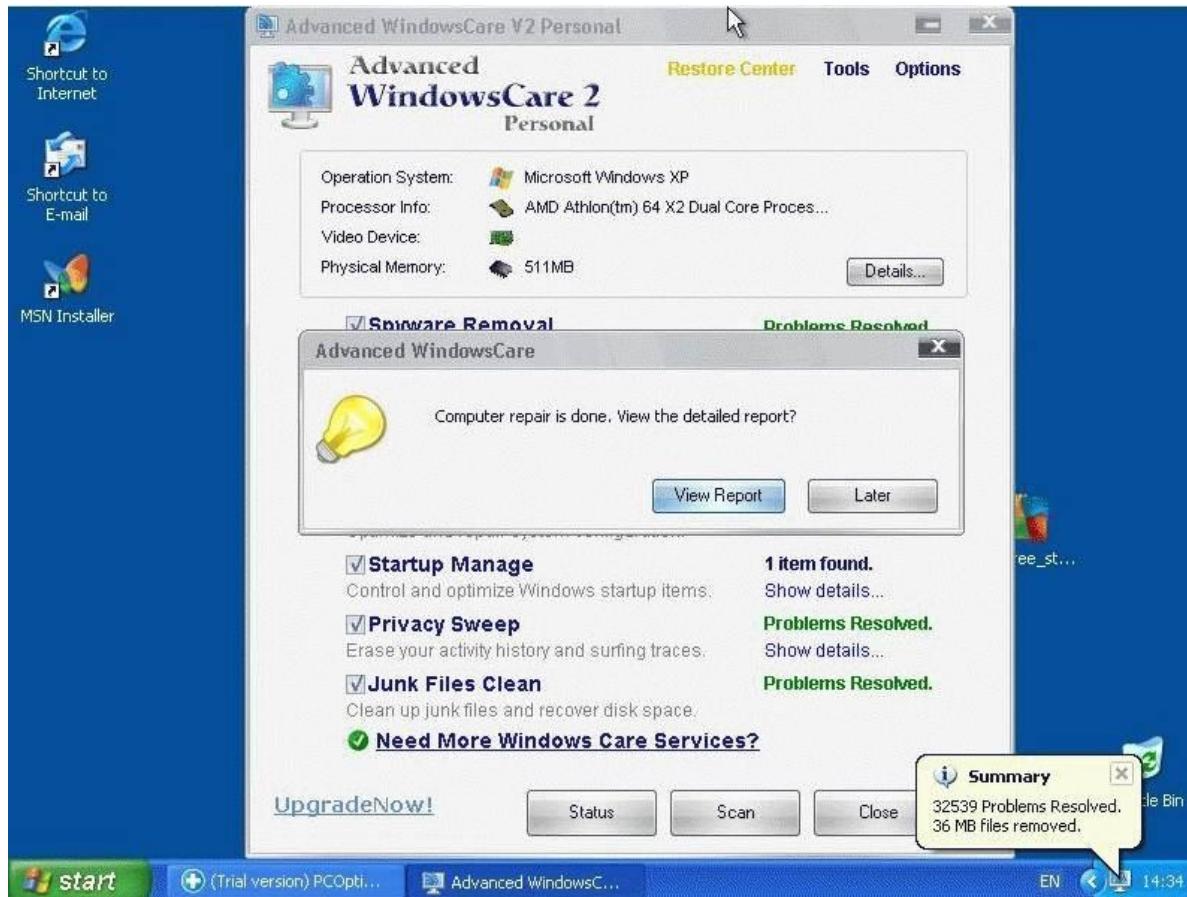 Shortcut to
Internet
Shortcut to
E-mail
MSN Installer
Advanced WindowsCare V2 Personal
Advanced
WindowsCare 2
Personal
Restore Center Tools Options
Operation System: Microsoft Windows XP
Processor Info: AMD Athlon(tm) 64 X2 Dual Core Proces...
Video Device:
Physical Memory: 511MB
Details...
Spyware Removal Problems Resolved.
Advanced WindowsCare
Computer repair is done. View the detailed report?
View Report Later
Startup Manage 1 item found.
Control and optimize Windows startup items. Show details...
Privacy Sweep Problems Resolved.
Erase your activity history and surfing traces. Show details...
Junk Files Clean Problems Resolved.
Clean up junk files and recover disk space.
Need More Windows Care Services?
UpgradeNow! Status Scan Close
ree_st...
Summary
32539 Problems Resolved.
36 MB files removed.
le Bin
start (Trial version) PCOpti... Advanced WindowsC... EN 14:34